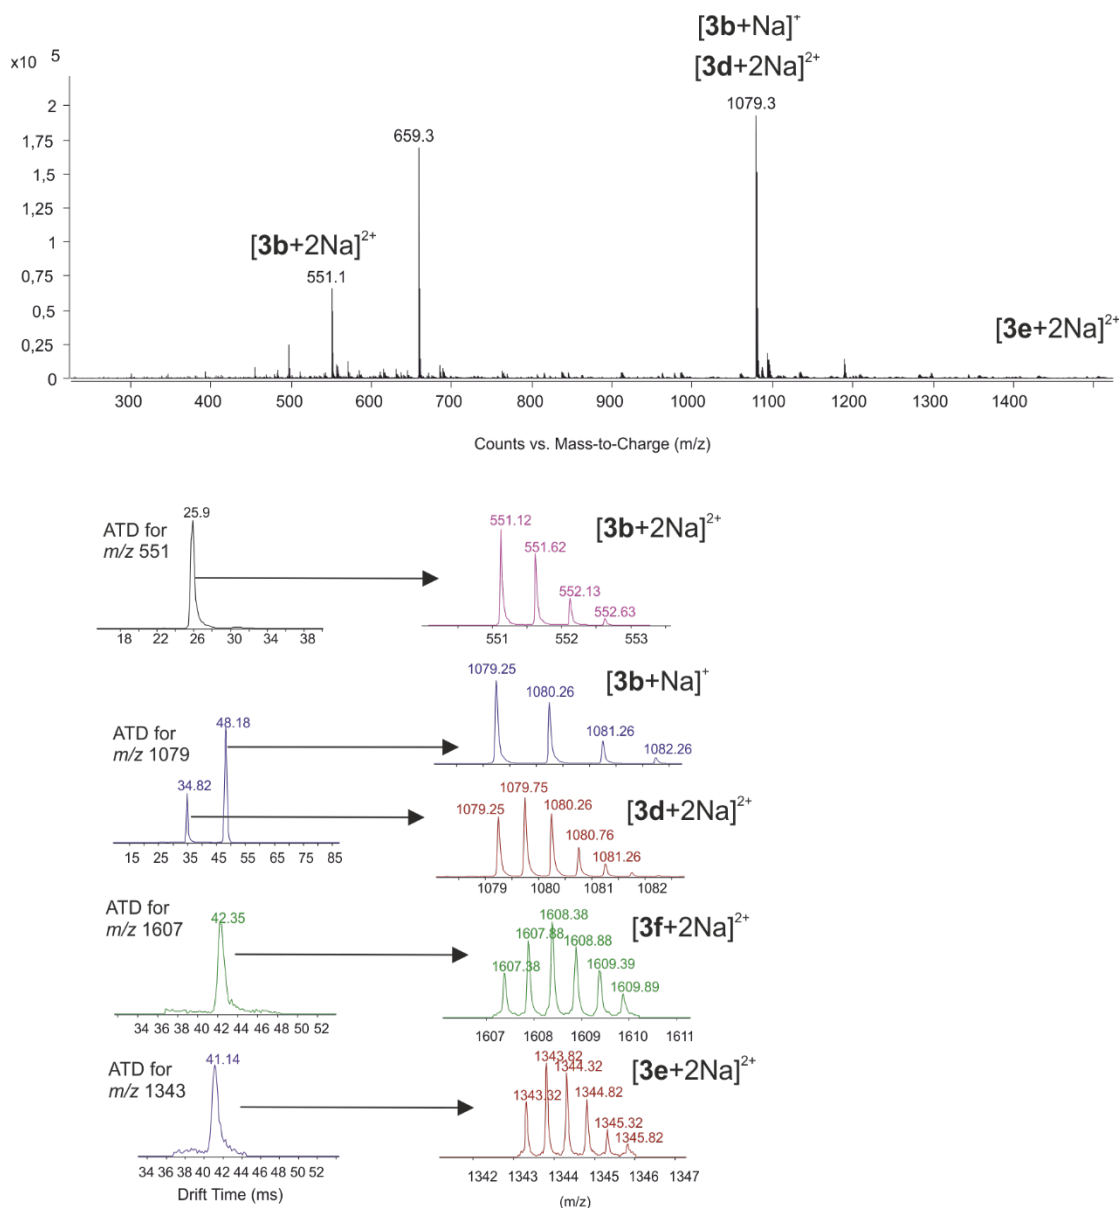 [3b+Na]+
[3d+2Na]2+
x10 5
1079.3
2
1,75
659.3
1,5
1,25
[3b+2Na]2+
1
551.1
0,75
0,5
[3e+2Na]2+
0,25
0
300 400 500 600 700 800 900 1000 1100 1200 1300 1400
Counts vs. Mass-to-Charge (m/z)
ATD for
m/z 551
25.9
18 22 26 30 34 38
[3b+2Na]2+
551.12
551.62
552.13
552.63
551 552 553
ATD for
m/z 1079
48.18
34.82
15 25 35 45 55 65 75 85
[3b+Na]+
1079.25
1080.26
1081.26
1082.26
[3d+2Na]2+
1079.25
1079.75
1080.26
1080.76
1081.26
1079 1080 1081 1082
ATD for
m/z 1607
42.35
34 36 38 40 42 44 46 48 50 52
[3f+2Na]2+
1607.38
1607.88
1608.38
1608.88
1609.39
1609.89
1607 1608 1609 1610 1611
ATD for
m/z 1343
41.14
34 36 38 40 42 44 46 48 50 52
Drift Time (ms)
[3e+2Na]2+
1343.32
1343.82
1344.32
1344.82
1345.32
1345.82
1342 1343 1344 1345 1346 1347
(m/z)